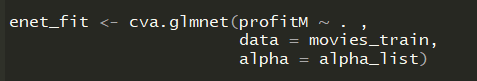 enet_fit <- cva.glmnet(profitM ~ . ,
data = movies_train,
alpha = alpha_list)